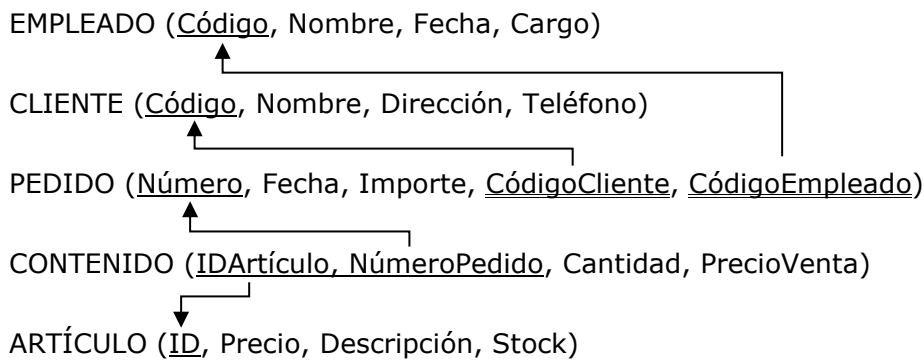 EMPLEADO (Código, Nombre, Fecha, Cargo)
CLIENTE (Código, Nombre, Dirección, Teléfono)
PEDIDO (Número, Fecha, Importe, CódigoCliente, CódigoEmpleado)
CONTENIDO (IDArtículo, NúmeroPedido, Cantidad, PrecioVenta)
ARTÍCULO (ID, Precio, Descripción, Stock)